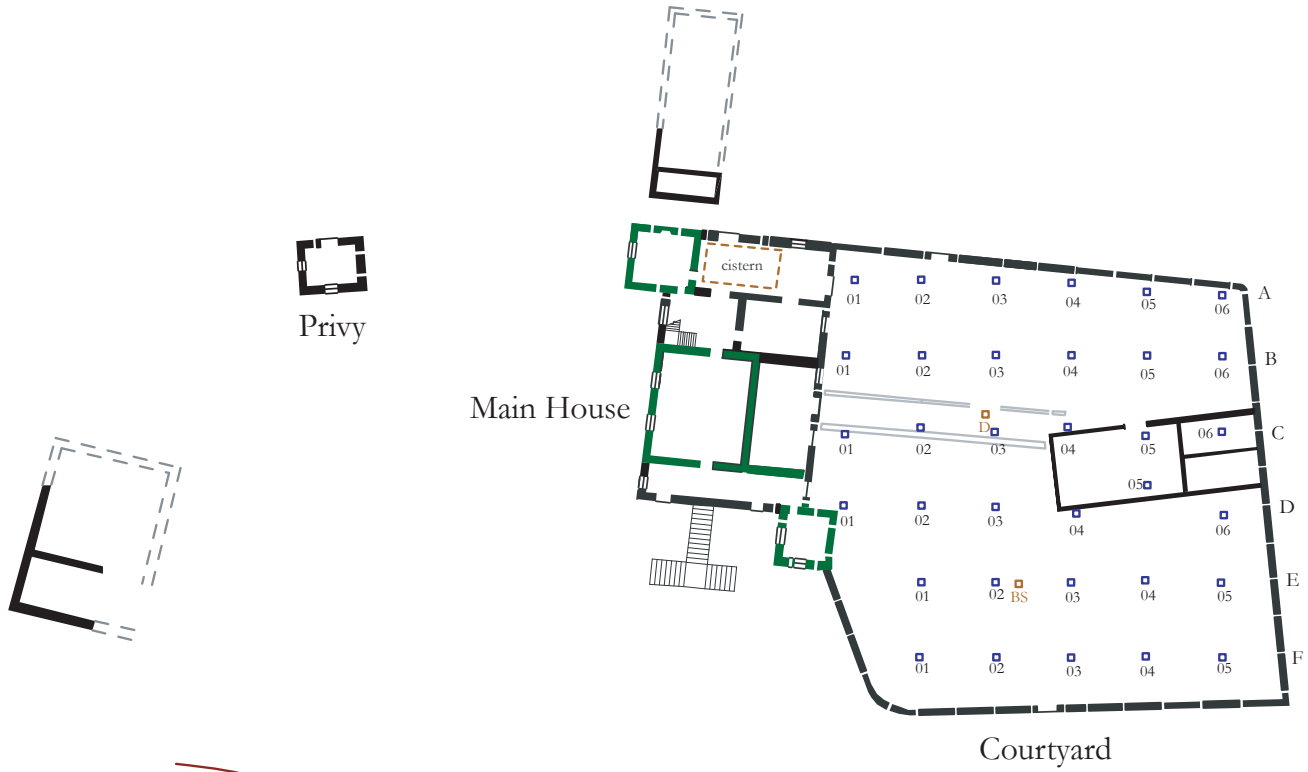 cistern
A
01 02 03 04 05 06
Privy
B
01 02 03 04 05 06
Main House
D
C
01 02 03 04 05 06
05
D
01 02 03 04 06
E
01 02 BS 03 04 05
F
01 02 03 04 05
Courtyard